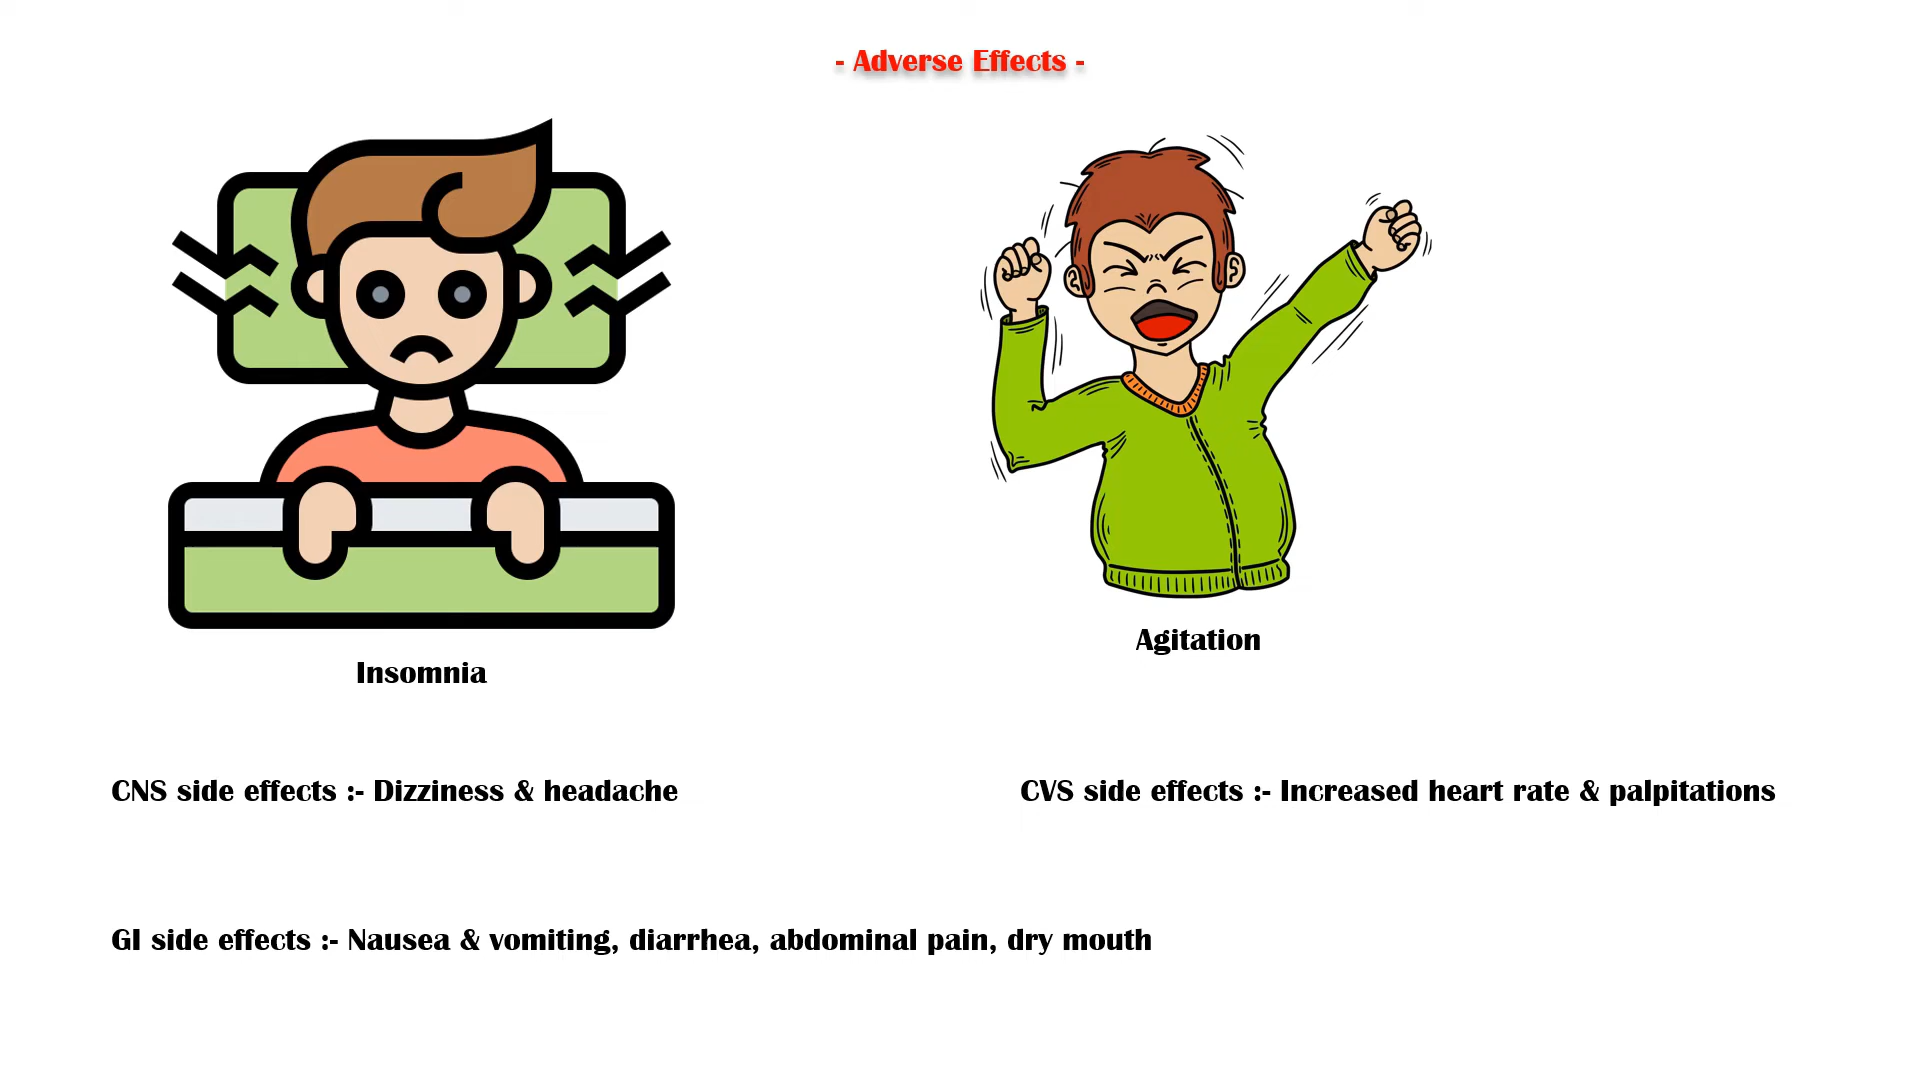 - Adverse Effects -
Insomnia
Agitation
CNS side effects :- Dizziness & headache
CVS side effects :- Increased heart rate & palpitations
GI side effects :- Nausea & vomiting, diarrhea, abdominal pain, dry mouth